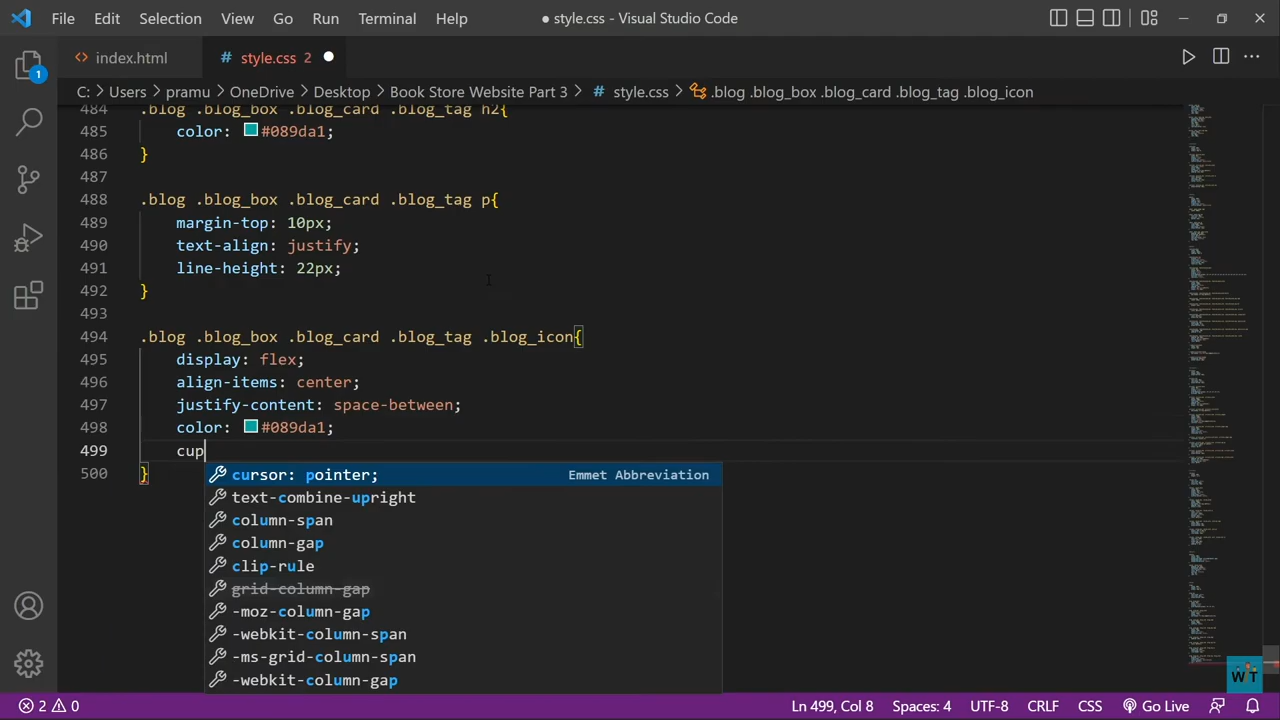 File Edit Selection View Go Run Terminal Help ● style.css - Visual Studio Code
<> index.html # style.css 2 ●
1
C: > Users > pramu > OneDrive > Desktop > Book Store Website Part 3 > # style.css > .blog .blog_box .blog_card .blog_tag .blog_icon
484 .blog .blog_box .blog_card .blog_tag h2{
485 color: #089da1;
486 }
487
488 .blog .blog_box .blog_card .blog_tag p{
489 margin-top: 10px;
490 text-align: justify;
491 line-height: 22px;
492 }
493
494 .blog .blog_box .blog_card .blog_tag .blog_icon{
495 display: flex;
496 align-items: center;
497 justify-content: space-between;
498 color: #089da1;
499 cup
500 }
cursor: pointer; Emmet Abbreviation
text-combine-upright
column-span
column-gap
clip-rule
grid-column-gap
-moz-column-gap
-webkit-column-span
-ms-grid-column-span
-webkit-column-gap
WT
2 0 Ln 499, Col 8 Spaces: 4 UTF-8 CRLF CSS Go Live